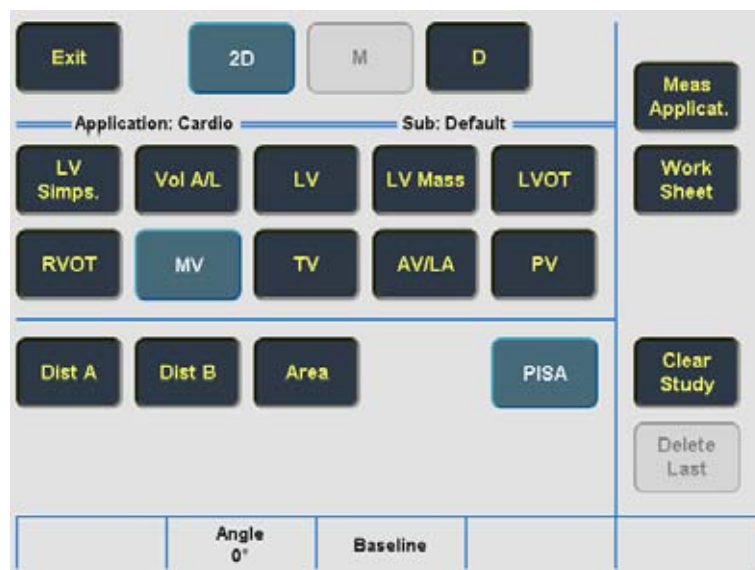 Exit
2D
M
D
Meas
Applicat.
Application: Cardio
Sub: Default
LV
Simps.
Vol A/L
LV
LV Mass
LVOT
Work
Sheet
RVOT
MV
TV
AV/LA
PV
Dist A
Dist B
Area
PISA
Clear
Study
Delete
Last
Angle
0°
Baseline